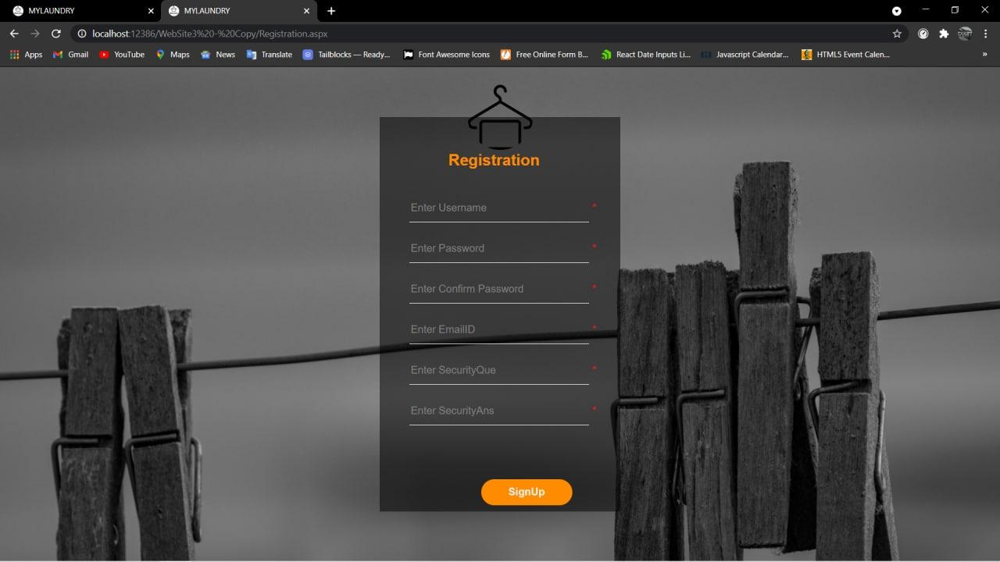 MYLAUNDRY
MYLAUNDRY
localhost:12386/WebSite3%20-%20Copy/Registration.aspx
Apps Gmail YouTube Maps News Translate Tailblocks — Ready... Font Awesome Icons Free Online Form B... React Date Inputs Li... Javascript Calendar... HTML5 Event Calen... »
Registration
Enter Username *
Enter Password *
Enter Confirm Password *
Enter EmailID *
Enter SecurityQue *
Enter SecurityAns *
SignUp